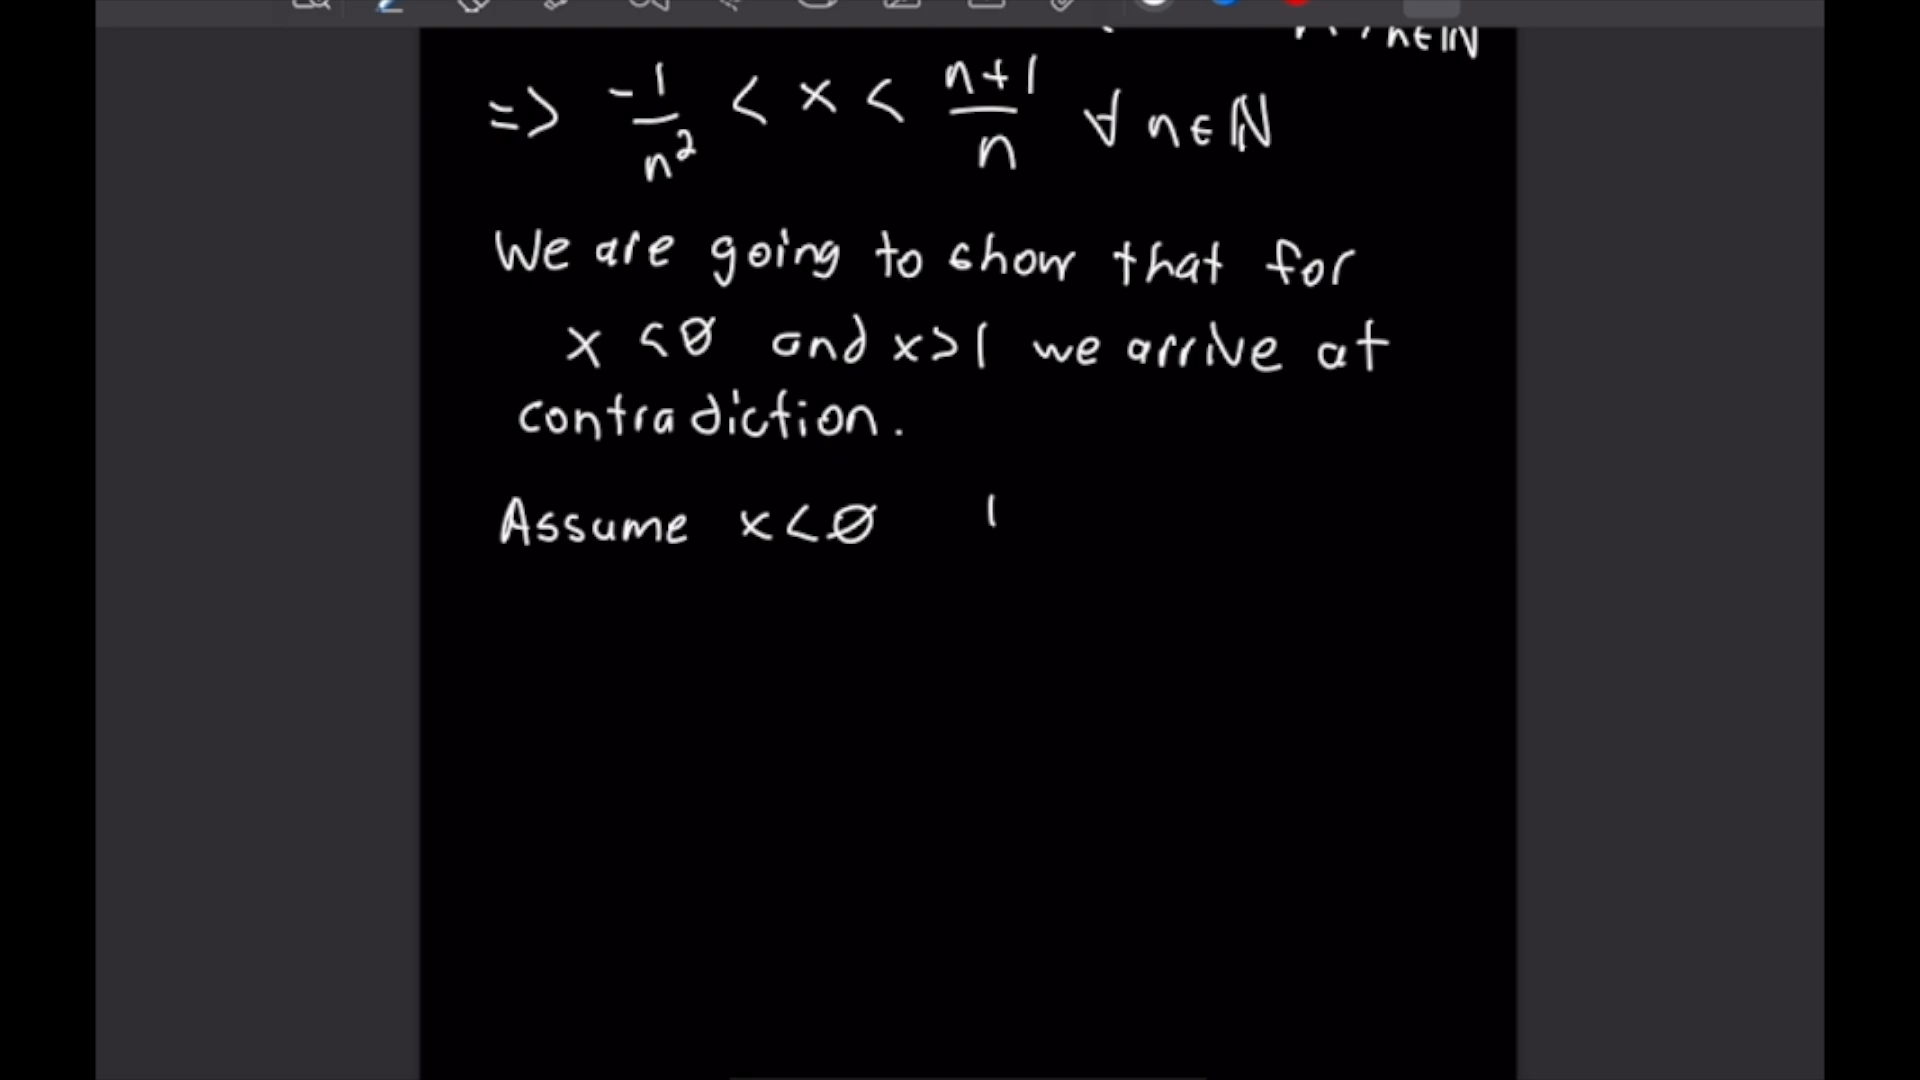 n∈ℕ
=> -1/n² < x < n+1/n ∀ n∈ℕ
We are going to show that for
x <0 and x>1 we arrive at
contradiction.
Assume x<0 |